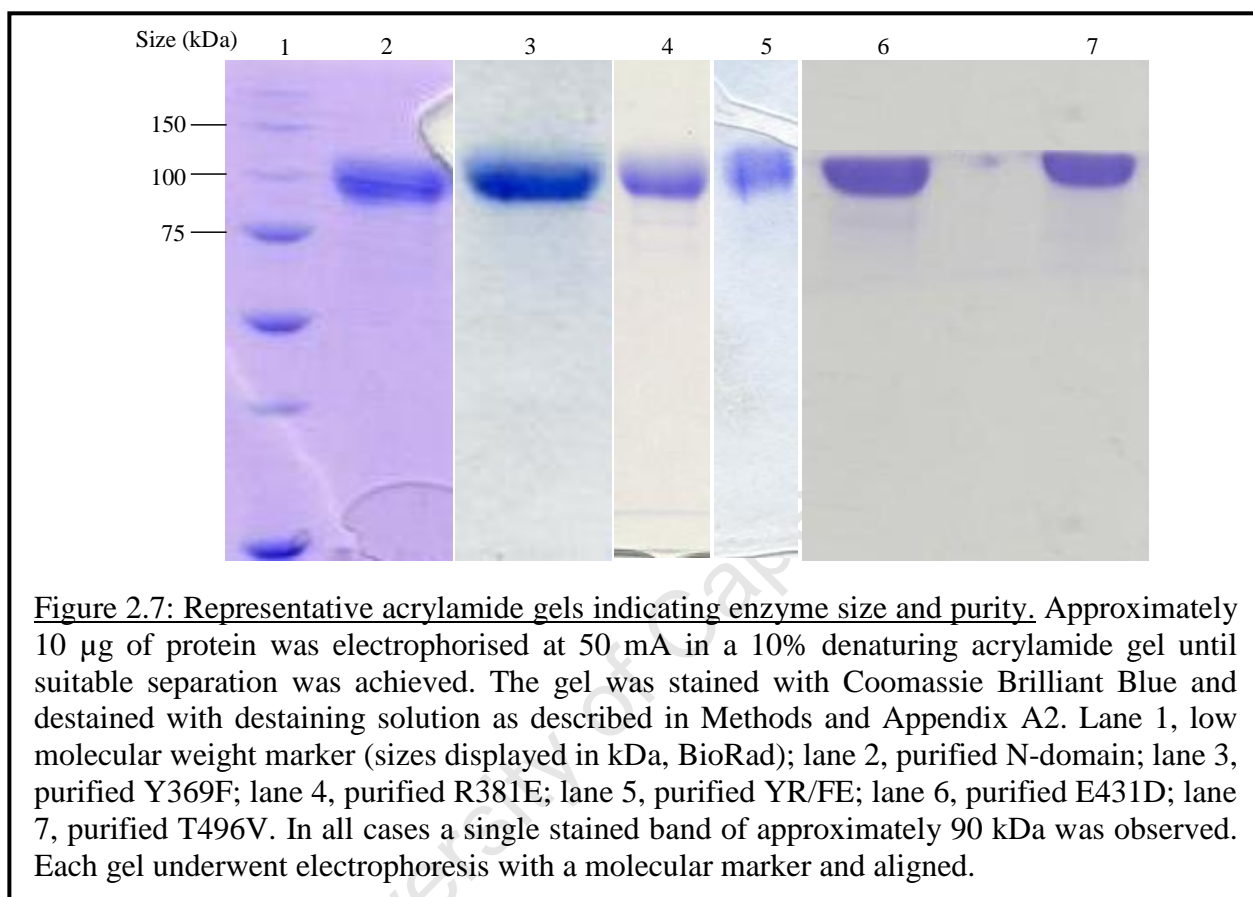 Size (kDa) 1 2 3 4 5 6 7
150
100
75
Figure 2.7: Representative acrylamide gels indicating enzyme size and purity. Approximately
10 µg of protein was electrophorised at 50 mA in a 10% denaturing acrylamide gel until
suitable separation was achieved. The gel was stained with Coomassie Brilliant Blue and
destained with destaining solution as described in Methods and Appendix A2. Lane 1, low
molecular weight marker (sizes displayed in kDa, BioRad); lane 2, purified N-domain; lane 3,
purified Y369F; lane 4, purified R381E; lane 5, purified YR/FE; lane 6, purified E431D; lane
7, purified T496V. In all cases a single stained band of approximately 90 kDa was observed.
Each gel underwent electrophoresis with a molecular marker and aligned.